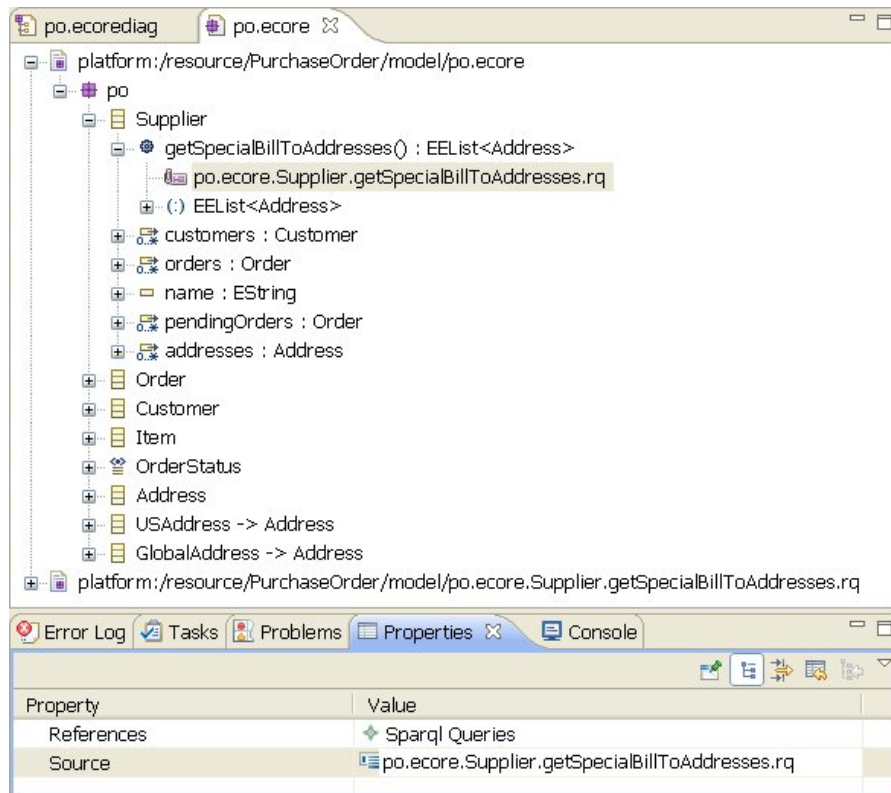 po.ecorediag po.ecore
platform:/resource/PurchaseOrder/model/po.ecore
po
Supplier
getSpecialBillToAddresses() : EEList<Address>
po.ecore.Supplier.getSpecialBillToAddresses.rq
(:) EEList<Address>
customers : Customer
orders : Order
name : EString
pendingOrders : Order
addresses : Address
Order
Customer
Item
OrderStatus
Address
USAddress -> Address
GlobalAddress -> Address
platform:/resource/PurchaseOrder/model/po.ecore.Supplier.getSpecialBillToAddresses.rq
Error Log Tasks Problems Properties Console
Property Value
References Sparql Queries
Source po.ecore.Supplier.getSpecialBillToAddresses.rq